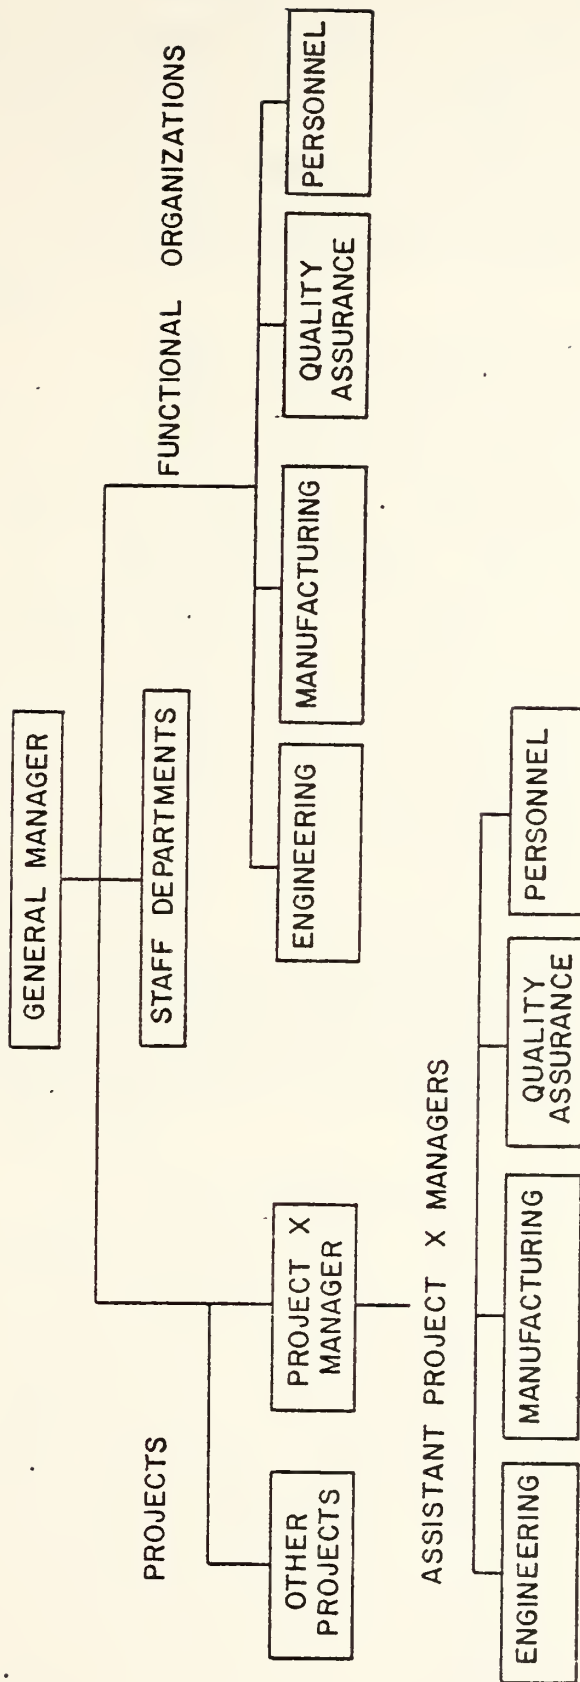 GENERAL MANAGER
STAFF DEPARTMENTS
PROJECTS
FUNCTIONAL ORGANIZATIONS
OTHER
PROJECTS
PROJECT X
MANAGER
ENGINEERING
MANUFACTURING
QUALITY
ASSURANCE
PERSONNEL
ASSISTANT PROJECT X MANAGERS
ENGINEERING
MANUFACTURING
QUALITY
ASSURANCE
PERSONNEL